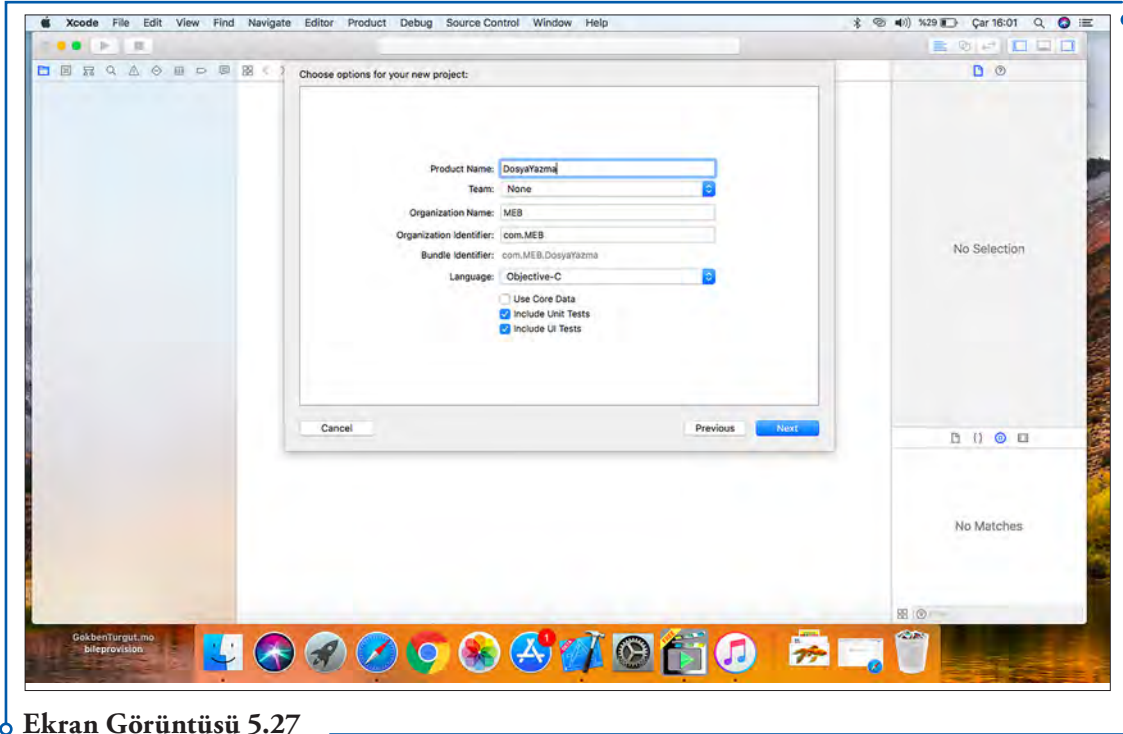 Xcode File Edit View Find Navigate Editor Product Debug Source Control Window Help %29 Çar 16:01
Choose options for your new project:
Product Name: DosyaYazma
Team: None
Organization Name: MEB
Organization Identifier: com.MEB
Bundle Identifier: com.MEB.DosyaYazma
Language: Objective-C
Use Core Data
Include Unit Tests
Include UI Tests
Cancel Previous Next
No Selection
No Matches
GokbenTurgut.mo
bileprovision
1
Ekran Görüntüsü 5.27